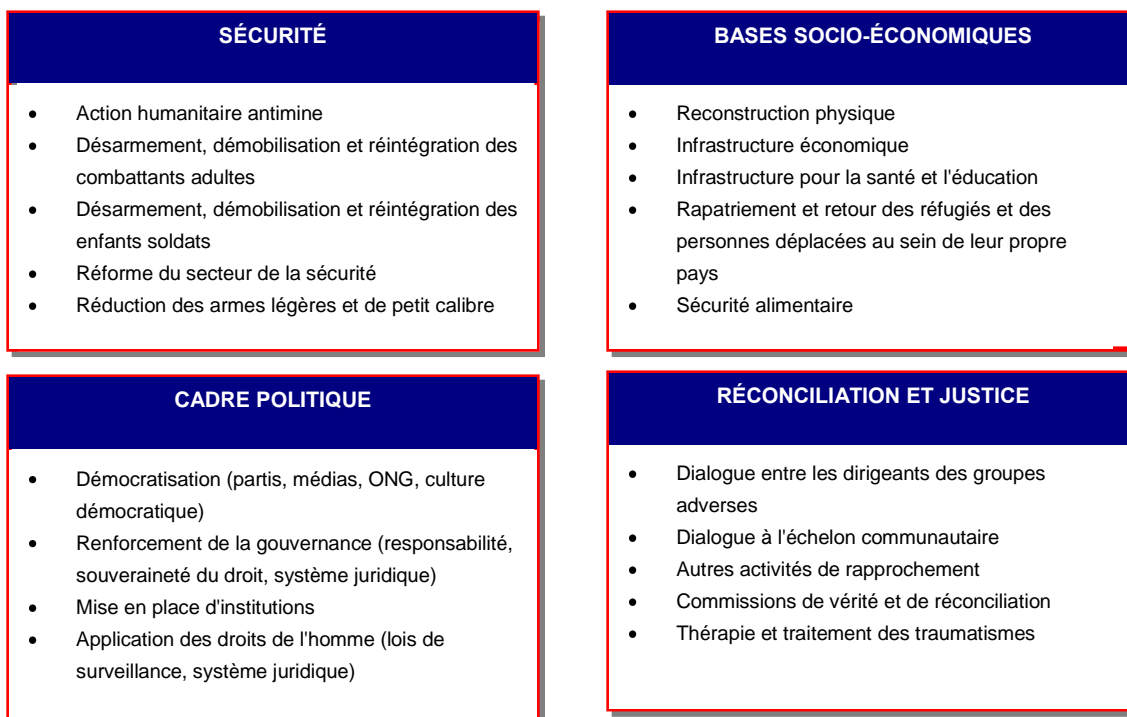 SÉCURITÉ
• Action humanitaire antimine
• Désarmement, démobilisation et réintégration des
combattants adultes
• Désarmement, démobilisation et réintégration des
enfants soldats
• Réforme du secteur de la sécurité
• Réduction des armes légères et de petit calibre
BASES SOCIO-ÉCONOMIQUES
• Reconstruction physique
• Infrastructure économique
• Infrastructure pour la santé et l'éducation
• Rapatriement et retour des réfugiés et des
personnes déplacées au sein de leur propre
pays
• Sécurité alimentaire
CADRE POLITIQUE
• Démocratisation (partis, médias, ONG, culture
démocratique)
• Renforcement de la gouvernance (responsabilité,
souveraineté du droit, système juridique)
• Mise en place d'institutions
• Application des droits de l'homme (lois de
surveillance, système juridique)
RÉCONCILIATION ET JUSTICE
• Dialogue entre les dirigeants des groupes
adverses
• Dialogue à l'échelon communautaire
• Autres activités de rapprochement
• Commissions de vérité et de réconciliation
• Thérapie et traitement des traumatismes